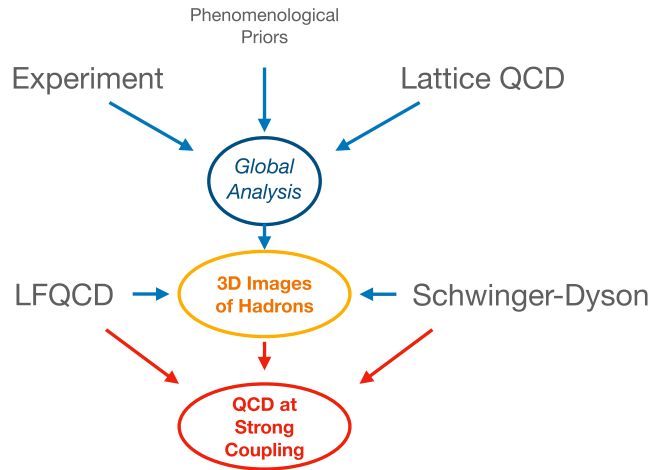 Phenomenological
Priors
Experiment
Lattice QCD
Global
Analysis
3D Images
of Hadrons
LFQCD
Schwinger-Dyson
QCD at
Strong
Coupling